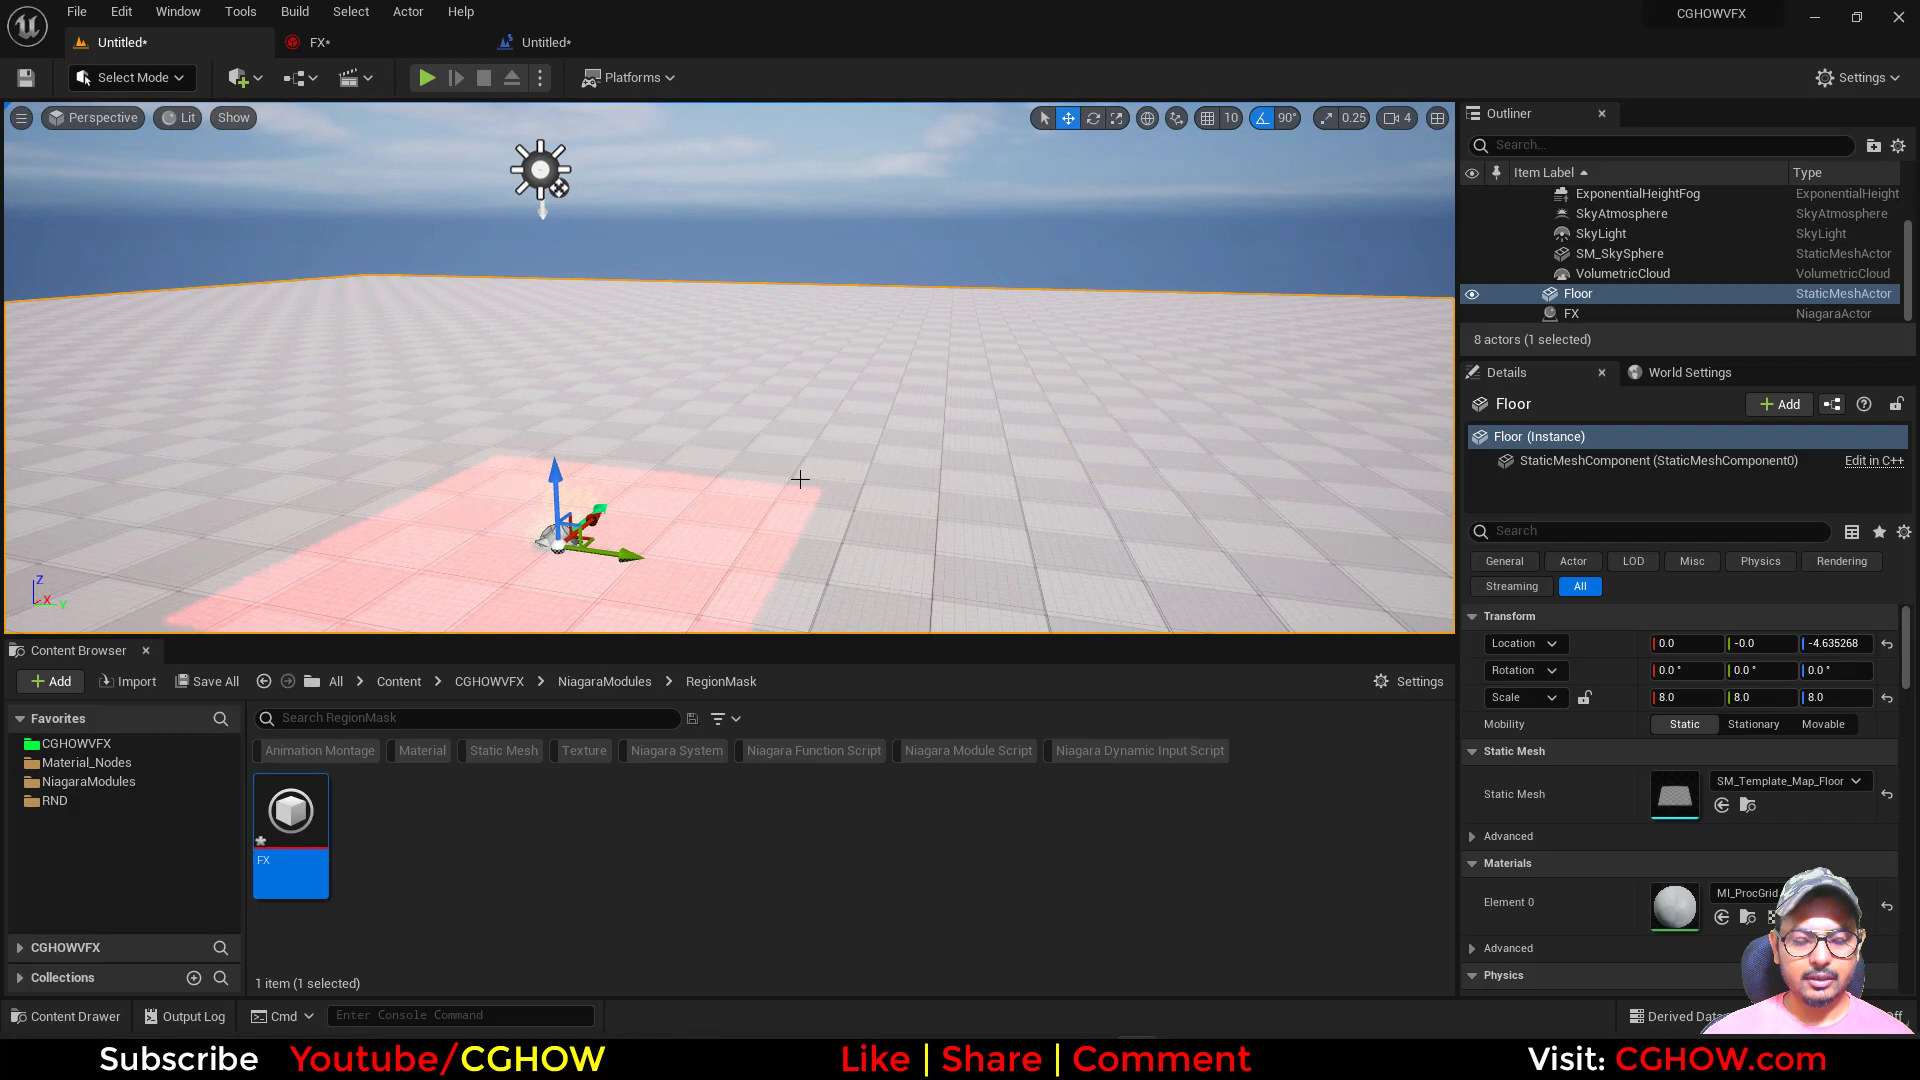 File Edit Window Tools Build Select Actor Help
CGHOWVFX
Untitled* FX* Untitled*
Select Mode Platforms Settings
Perspective Lit Show 10 90° 0.25 4
Z
X Y
Outliner
Search...
Item Label Type
ExponentialHeightFog ExponentialHeight
SkyAtmosphere SkyAtmosphere
SkyLight SkyLight
SM_SkySphere StaticMeshActor
VolumetricCloud VolumetricCloud
Floor StaticMeshActor
FX NiagaraActor
8 actors (1 selected)
Details World Settings
Floor Add
Floor (Instance)
StaticMeshComponent (StaticMeshComponent0) Edit in C++
Search
General Actor LOD Misc Physics Rendering
Streaming All
Transform
Location 0.0 -0.0 -4.635268
Rotation 0.0 ° 0.0 ° 0.0 °
Scale 8.0 8.0 8.0
Mobility Static Stationary Movable
Static Mesh
Static Mesh SM_Template_Map_Floor
Advanced
Materials
Element 0 MI_ProcGrid
Advanced
Physics
Content Browser
Add Import Save All All Content CGHOWVFX NiagaraModules RegionMask Settings
Favorites
CGHOWVFX
Material_Nodes
NiagaraModules
RND
CGHOWVFX
Collections
Search RegionMask
Animation Montage Material Static Mesh Texture Niagara System Niagara Function Script Niagara Module Script Niagara Dynamic Input Script
FX
1 item (1 selected)
Content Drawer Output Log Cmd Enter Console Command Derived Data
Subscribe Youtube/CGHOW Like | Share | Comment Visit: CGHOW.com